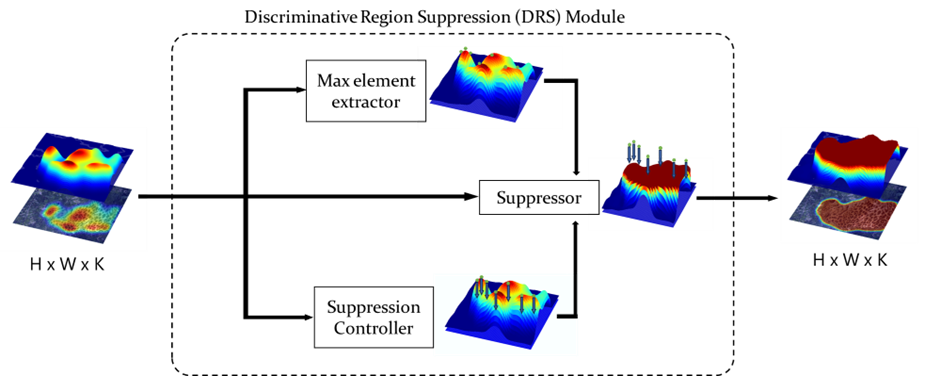 Discriminative Region Suppression (DRS) Module
Max element
extractor
Suppressor
Suppression
Controller
H x W x K
H x W x K